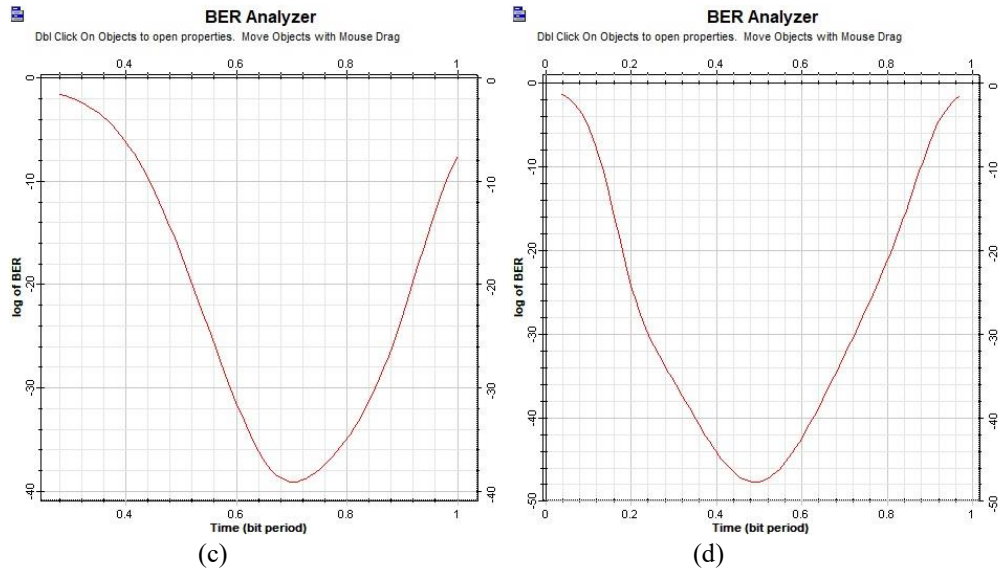 BER Analyzer
Dbl Click On Objects to open properties. Move Objects with Mouse Drag
0.4 0.6 0.8 1
0 0
-10 -10
-20 -20
-30 -30
-40 -40
log of BER
0.4 0.6 0.8 1
Time (bit period)
(c)
BER Analyzer
Dbl Click On Objects to open properties. Move Objects with Mouse Drag
0 0.2 0.4 0.6 0.8 1
0 0
-10 -10
-20 -20
-30 -30
-40 -40
-50 -50
log of BER
0 0.2 0.4 0.6 0.8 1
Time (bit period)
(d)